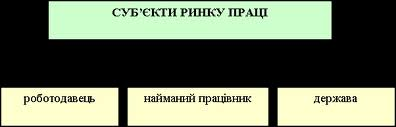 СУБ’ЄКТИ РИНКУ ПРАЦІ
роботодавець
найманий працівник
держава